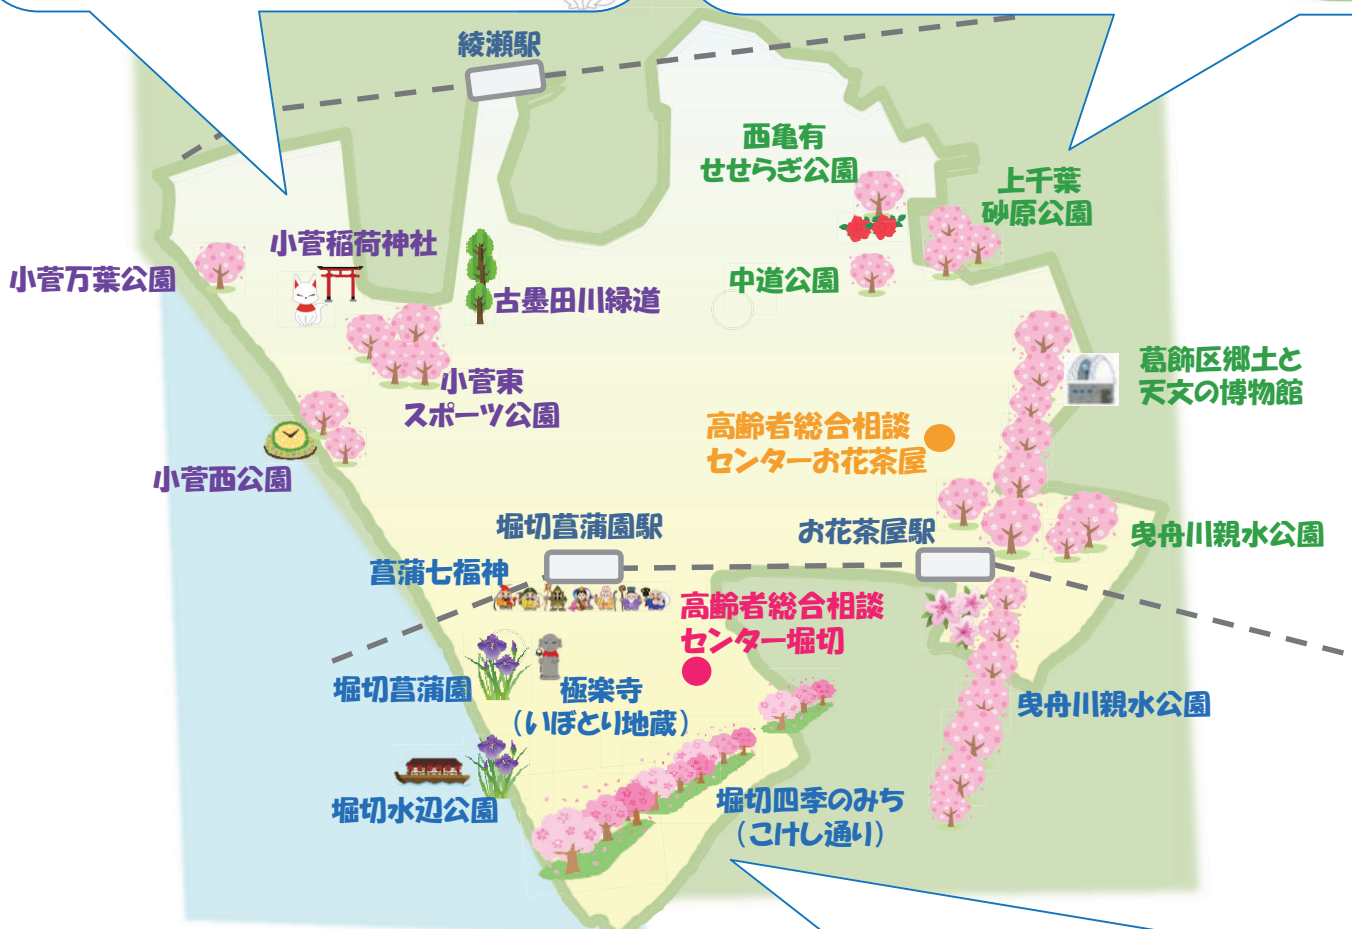 綾瀬駅
西亀有
せせらぎ公園
上千葉
砂原公園
小菅稲荷神社
小菅万葉公園
中道公園
古墨田川緑道
葛飾区郷土と
天文の博物館
小菅東
スポーツ公園
高齢者総合相談
センターお花茶屋
小菅西公園
堀切菖蒲園駅
お花茶屋駅
曳舟川親水公園
菖蒲七福神
高齢者総合相談
センター堀切
堀切菖蒲園
極楽寺
（いぼとり地蔵）
曳舟川親水公園
堀切水辺公園
堀切四季のみち
（こけし通り）